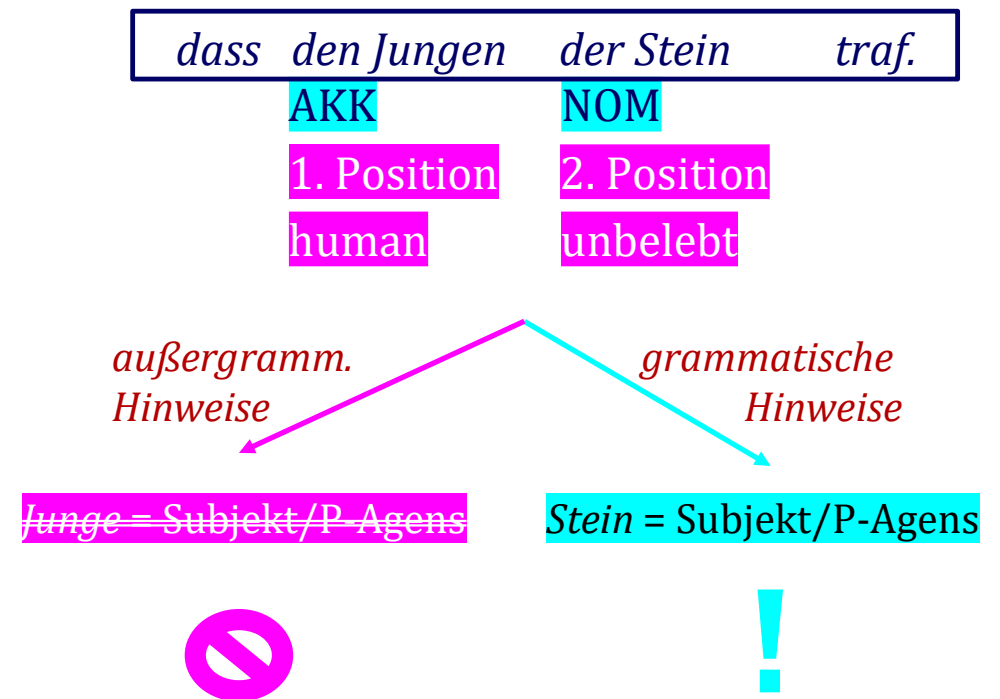 dass den Jungen der Stein traf.
AKK NOM
1. Position 2. Position
human unbelebt
außergramm. grammatische
Hinweise Hinweise
Junge = Subjekt/P-Agens Stein = Subjekt/P-Agens
!